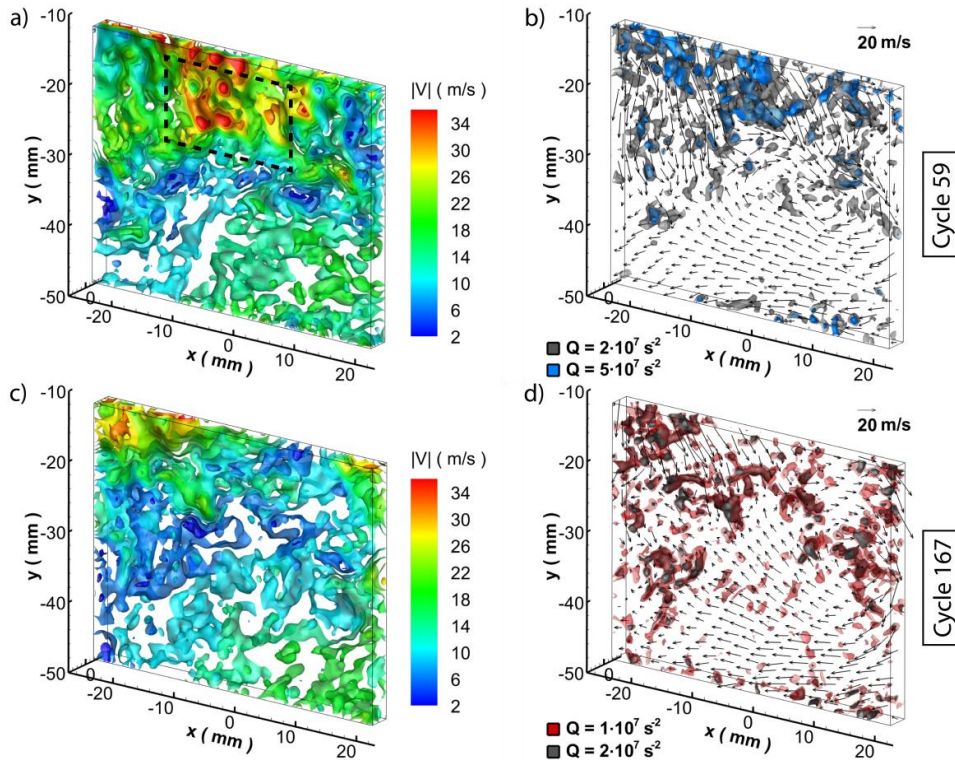 a)
-10
-20
-30
-40
-50
y ( mm )
0
-20
-10
0
10
20
x ( mm )
|V| ( m/s )
34
30
26
22
18
14
10
6
2
b)
-10
-20
-30
-40
-50
y ( mm )
0
-20
-10
0
10
20
x ( mm )
20 m/s
Q = 2·10⁷ s⁻²
Q = 5·10⁷ s⁻²
Cycle 59
c)
-10
-20
-30
-40
-50
y ( mm )
0
-20
-10
0
10
20
x ( mm )
|V| ( m/s )
34
30
26
22
18
14
10
6
2
d)
-10
-20
-30
-40
-50
y ( mm )
0
-20
-10
0
10
20
x ( mm )
20 m/s
Q = 1·10⁷ s⁻²
Q = 2·10⁷ s⁻²
Cycle 167